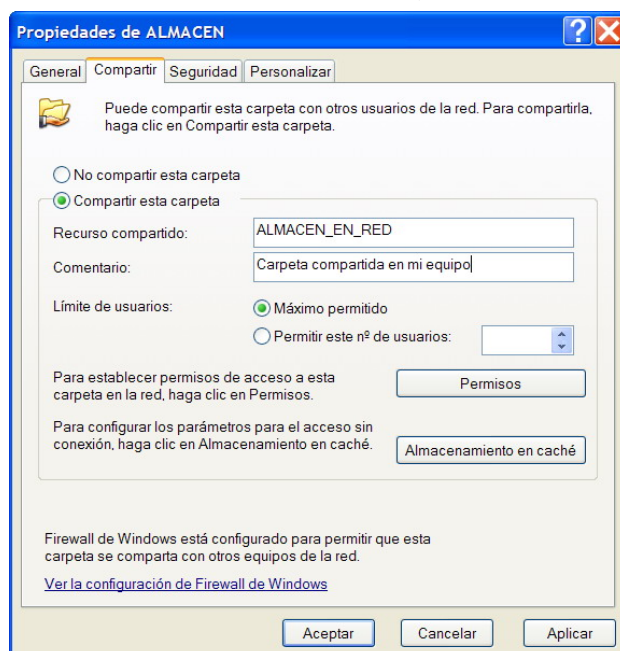 Propiedades de ALMACEN
General Compartir Seguridad Personalizar
Puede compartir esta carpeta con otros usuarios de la red. Para compartirla,
haga clic en Compartir esta carpeta.
No compartir esta carpeta
Compartir esta carpeta
Recurso compartido: ALMACEN_EN_RED
Comentario: Carpeta compartida en mi equipo
Límite de usuarios: Máximo permitido
Permitir este nº de usuarios:
Para establecer permisos de acceso a esta
carpeta en la red, haga clic en Permisos.
Permisos
Para configurar los parámetros para el acceso sin
conexión, haga clic en Almacenamiento en caché.
Almacenamiento en caché
Firewall de Windows está configurado para permitir que esta
carpeta se comparta con otros equipos de la red.
Ver la configuración de Firewall de Windows
Aceptar Cancelar Aplicar